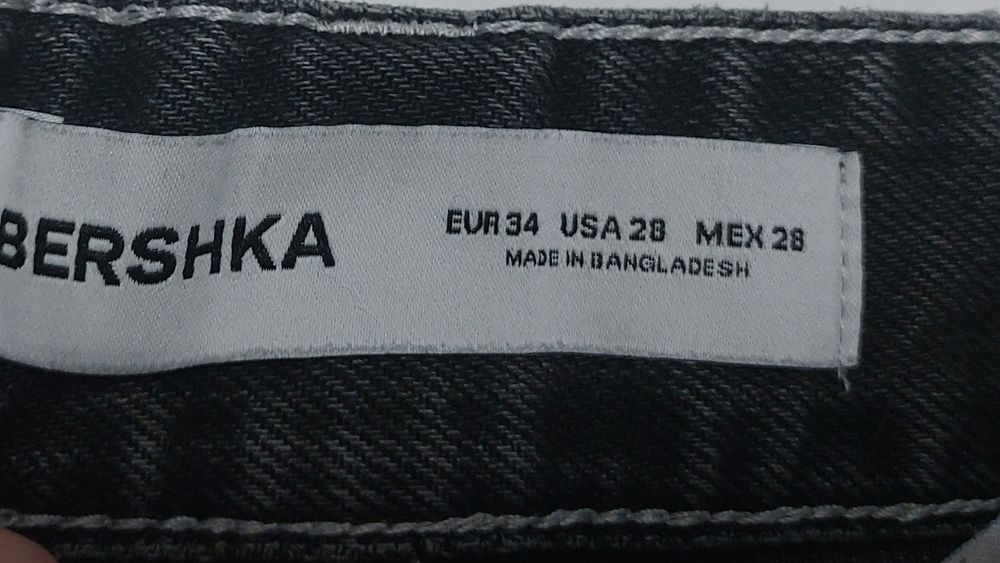 BERSHKA
EUR 34 USA 28 MEX 28
MADE IN BANGLADESH